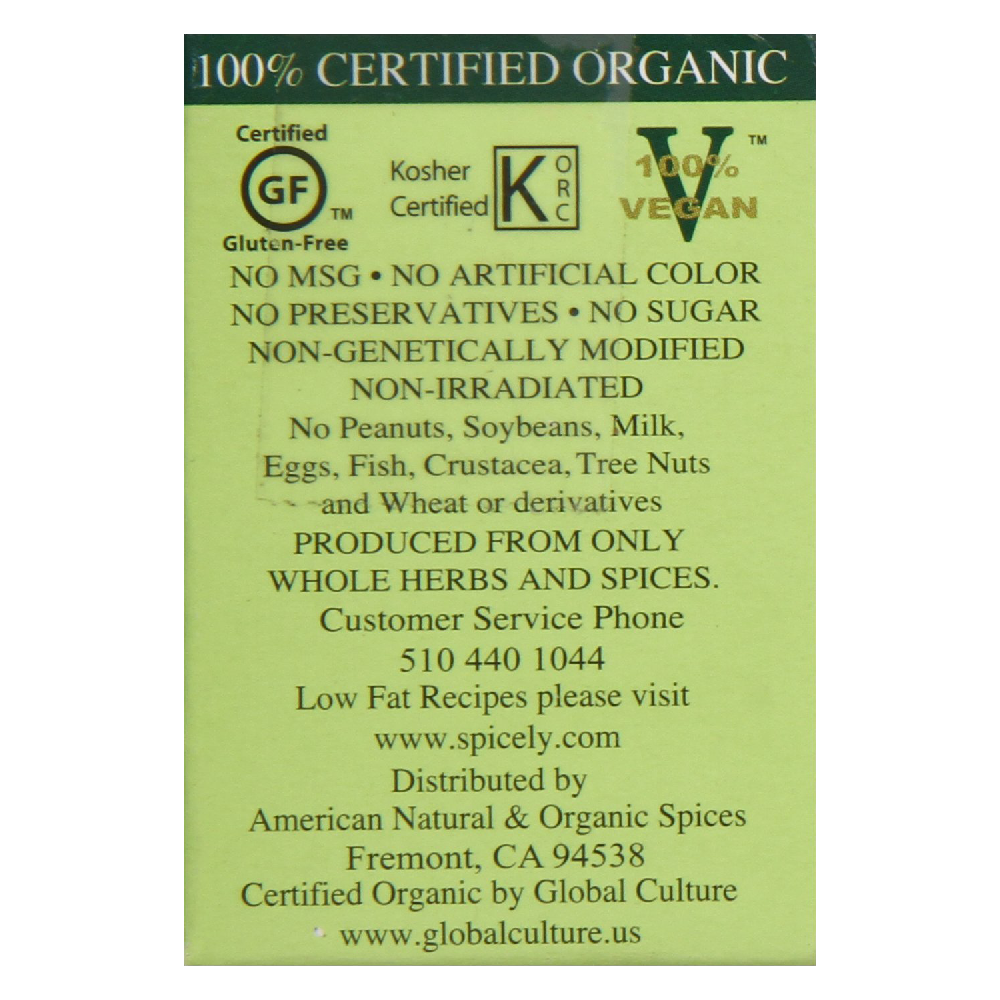 100% CERTIFIED ORGANIC
Certified
GF
TM
Gluten-Free
Kosher
Certified
K
ORC
V
TM
100%
VEGAN
NO MSG • NO ARTIFICIAL COLOR
NO PRESERVATIVES • NO SUGAR
NON-GENETICALLY MODIFIED
NON-IRRADIATED
No Peanuts, Soybeans, Milk,
Eggs, Fish, Crustacea, Tree Nuts
and Wheat or derivatives
PRODUCED FROM ONLY
WHOLE HERBS AND SPICES.
Customer Service Phone
510 440 1044
Low Fat Recipes please visit
www.spicely.com
Distributed by
American Natural & Organic Spices
Fremont, CA 94538
Certified Organic by Global Culture
www.globalculture.us